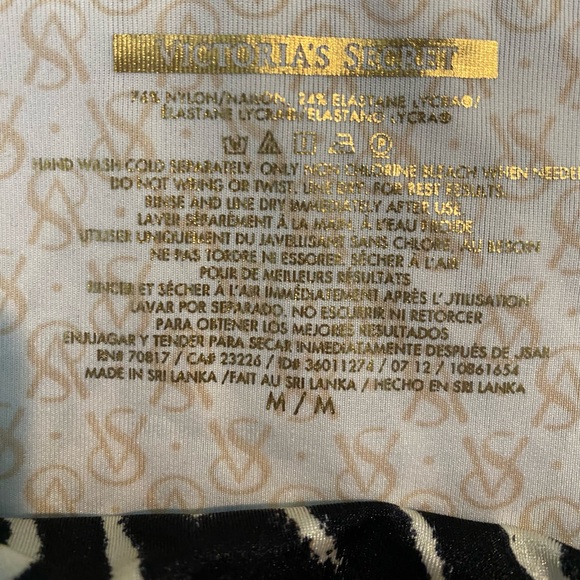 VICTORIA'S SECRET
76% NYLON/NAILON, 24% ELASTANE LYCRA®/
ÉLASTANE LYCRA®/ELASTANO LYCRA®
HAND WASH COLD SEPARATELY. ONLY NON CHLORINE BLEACH WHEN NEEDED
DO NOT WRING OR TWIST. LINE DRY. FOR BEST RESULTS,
RINSE AND LINE DRY IMMEDIATELY AFTER USE
LAVER SÉPARÉMENT À LA MAIN, À L'EAU FROIDE
UTILISER UNIQUEMENT DU JAVELLISANT SANS CHLORE, AU BESOIN
NE PAS TORDRE NI ESSORER. SÉCHER À L'AIR
POUR DE MEILLEURS RÉSULTATS,
RINCER ET SÉCHER À L'AIR IMMÉDIATEMENT APRÈS L'UTILISATION
LAVAR POR SEPARADO. NO ESCURRIR NI RETORCER
PARA OBTENER LOS MEJORES RESULTADOS
ENJUAGAR Y TENDER PARA SECAR INMEDIATAMENTE DESPUÉS DE USAR
RN# 70817 / CA# 23226 / ID# 36011274 / 07 12 / 10861654
MADE IN SRI LANKA / FAIT AU SRI LANKA / HECHO EN SRI LANKA
M / M